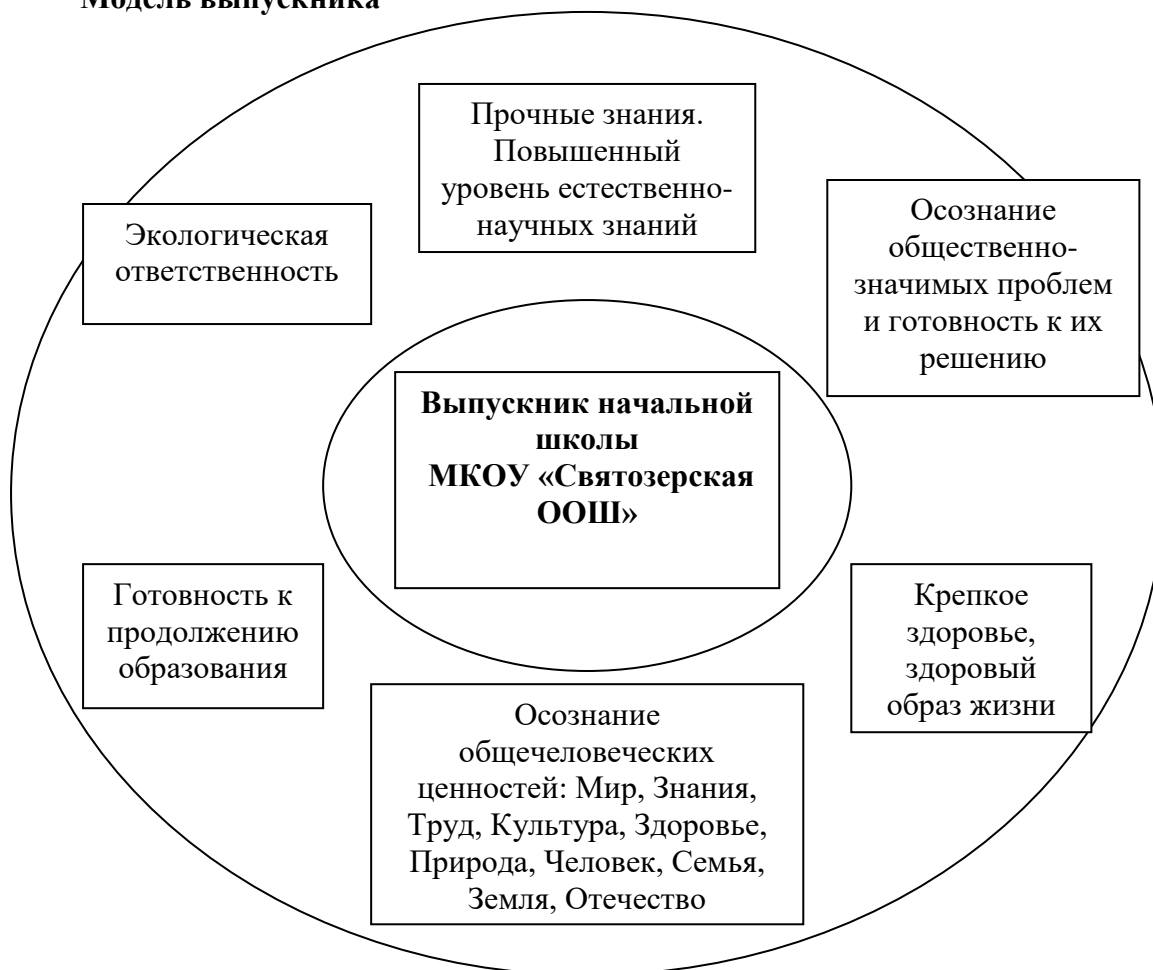 Модель выпускника
Прочные знания.
Повышенный
уровень естественно-
научных знаний
Экологическая
ответственность
Осознание
общественно-
значимых проблем
и готовность к их
решению
Выпускник начальной
школы
МКОУ «Святозерская
ООШ»
Готовность к
продолжению
образования
Крепкое
здоровье,
здоровый
образ жизни
Осознание
общечеловеческих
ценностей: Мир, Знания,
Труд, Культура, Здоровье,
Природа, Человек, Семья,
Земля, Отечество